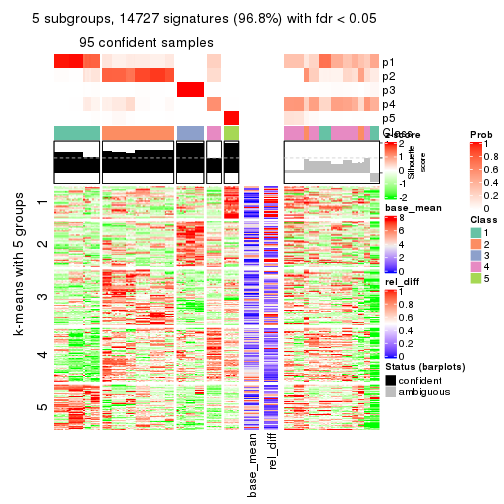 5 subgroups, 14727 signatures (96.8%) with fdr < 0.05
95 confident samples
p1
p2
p3
p4
p5
Class
Silhouette
score
k-means with 5 groups
1
2
3
4
5
base_mean
rel_diff
z-score
2
1
0
-1
-2
base_mean
8
6
4
2
0
rel_diff
1
0.8
0.6
0.4
0.2
0
Status (barplots)
confident
ambiguous
Prob
1
0.8
0.6
0.4
0.2
0
Class
1
2
3
4
5